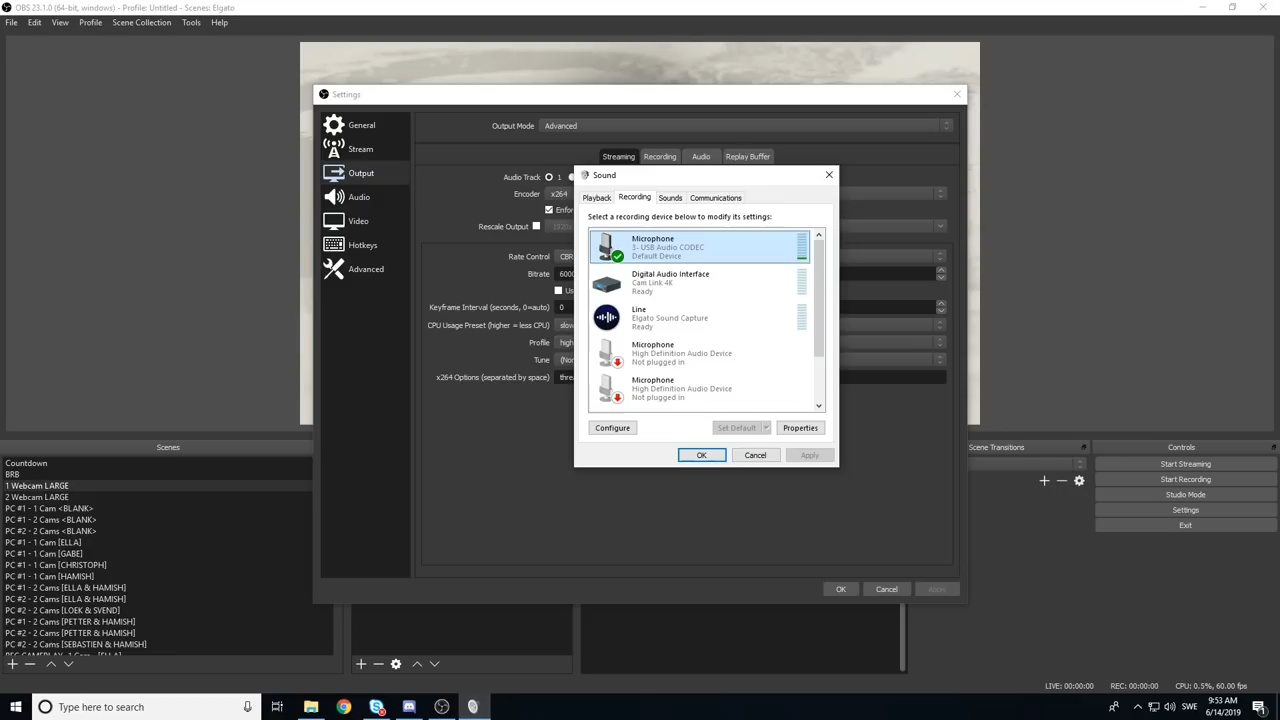 OBS 23.1.0 (64-bit, windows) - Profile: Untitled - Scenes: Elgato
File Edit View Profile Scene Collection Tools Help
Settings
General
Stream
Output
Audio
Video
Hotkeys
Advanced
Output Mode Advanced
Streaming Recording Audio Replay Buffer
Audio Track 1
Encoder x264
Enfor
Rescale Output
Rate Control CBR
Bitrate 6000
Keyframe Interval (seconds, 0=auto) 0
CPU Usage Preset (higher = less CPU) slow
Profile high
Tune (Non
x264 Options (separated by space) threa
OK Cancel Apply
Sound
Playback Recording Sounds Communications
Select a recording device below to modify its settings:
Microphone
3- USB Audio CODEC
Default Device
Digital Audio Interface
Cam Link 4K
Ready
Line
Elgato Sound Capture
Ready
Microphone
High Definition Audio Device
Not plugged in
Microphone
High Definition Audio Device
Not plugged in
Configure Set Default Properties
OK Cancel Apply
Scenes
Countdown
BRB
1 Webcam LARGE
2 Webcam LARGE
PC #1 - 1 Cam <BLANK>
PC #1 - 2 Cams <BLANK>
PC #2 - 2 Cams <BLANK>
PC #1 - 1 Cam [ELLA]
PC #1 - 1 Cam [GABE]
PC #1 - 1 Cam [CHRISTOPH]
PC #1 - 1 Cam [HAMISH]
PC #1 - 2 Cams [ELLA & HAMISH]
PC #2 - 2 Cams [ELLA & HAMISH]
PC #2 - 2 Cams [LOEK & SVEND]
PC #1 - 2 Cams [PETTER & HAMISH]
PC #2 - 2 Cams [PETTER & HAMISH]
PC #2 - 2 Cams [SEBASTIEN & HAMISH]
Scene Transitions
Controls
Start Streaming
Start Recording
Studio Mode
Settings
Exit
LIVE: 00:00:00 REC: 00:00:00 CPU: 0.5%, 60.00 fps
Type here to search
SWE
9:53 AM
6/14/2019